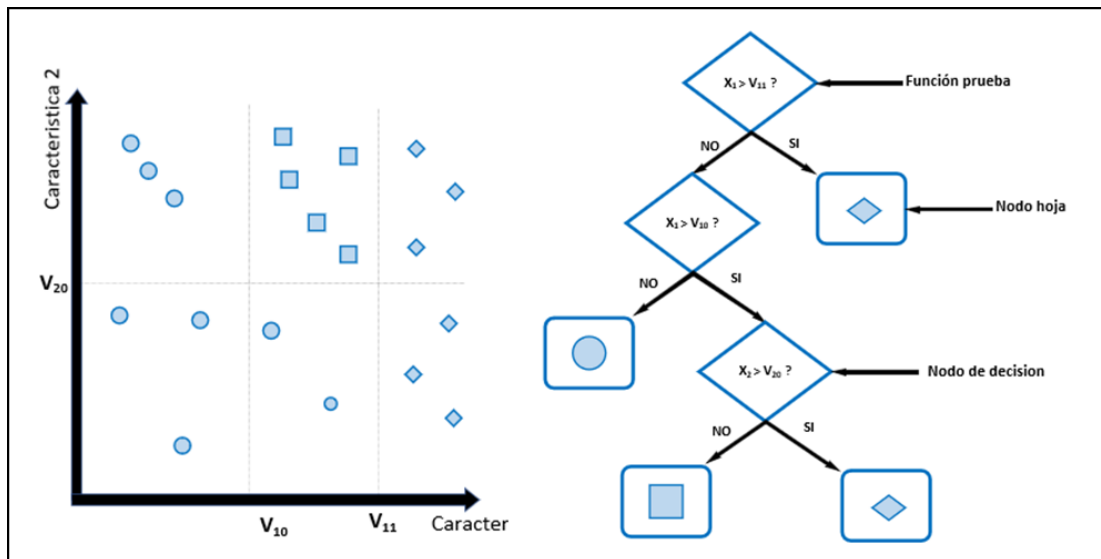 Característica 2
V20
V10
V11
Caracter
X1 > V11 ?
Función prueba
NO
SI
X1 > V10 ?
Nodo hoja
NO
SI
X2 > V20 ?
Nodo de decision
NO
SI